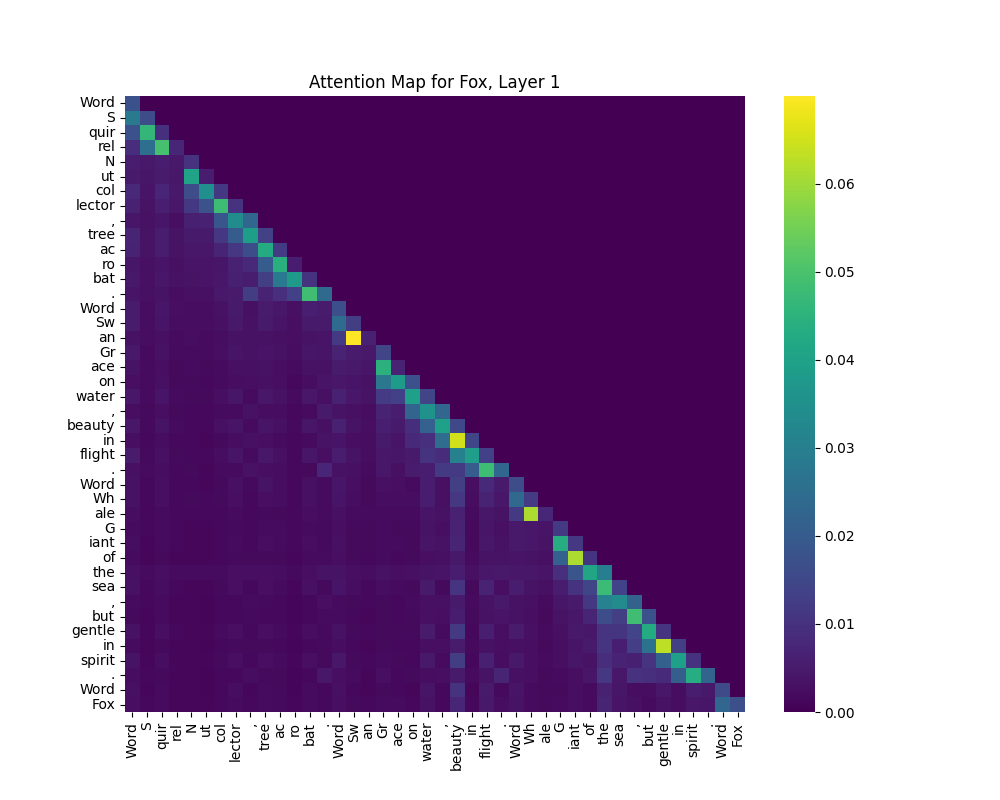 Attention Map for Fox, Layer 1
Word
S
quir
rel
N
ut
col
lector
,
tree
ac
ro
bat
.
Word
Sw
an
Gr
ace
on
water
,
beauty
in
flight
.
Word
Wh
ale
G
iant
of
the
sea
,
but
gentle
in
spirit
.
Word
Fox
0.06
0.05
0.04
0.03
0.02
0.01
0.00
Word S quir rel N ut col lector , tree ac ro bat . Word Sw an Gr ace on water , beauty in flight . Word Wh ale G iant of the sea , but gentle in spirit . Word Fox